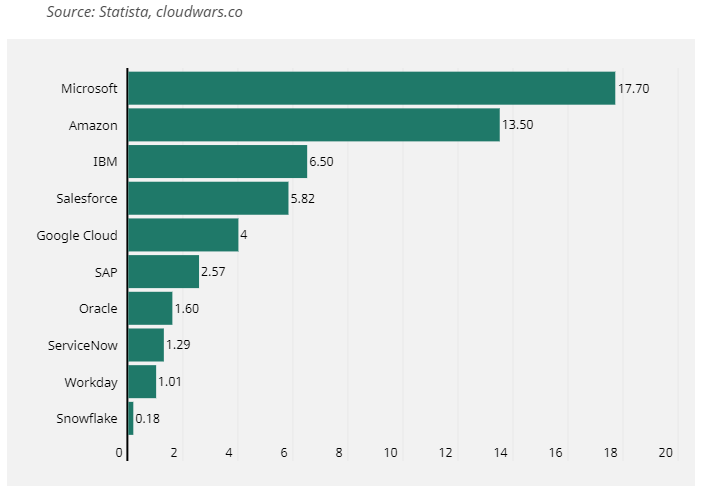 Source: Statista, cloudwars.co
Microsoft 17.70
Amazon 13.50
IBM 6.50
Salesforce 5.82
Google Cloud 4
SAP 2.57
Oracle 1.60
ServiceNow 1.29
Workday 1.01
Snowflake 0.18
0 2 4 6 8 10 12 14 16 18 20